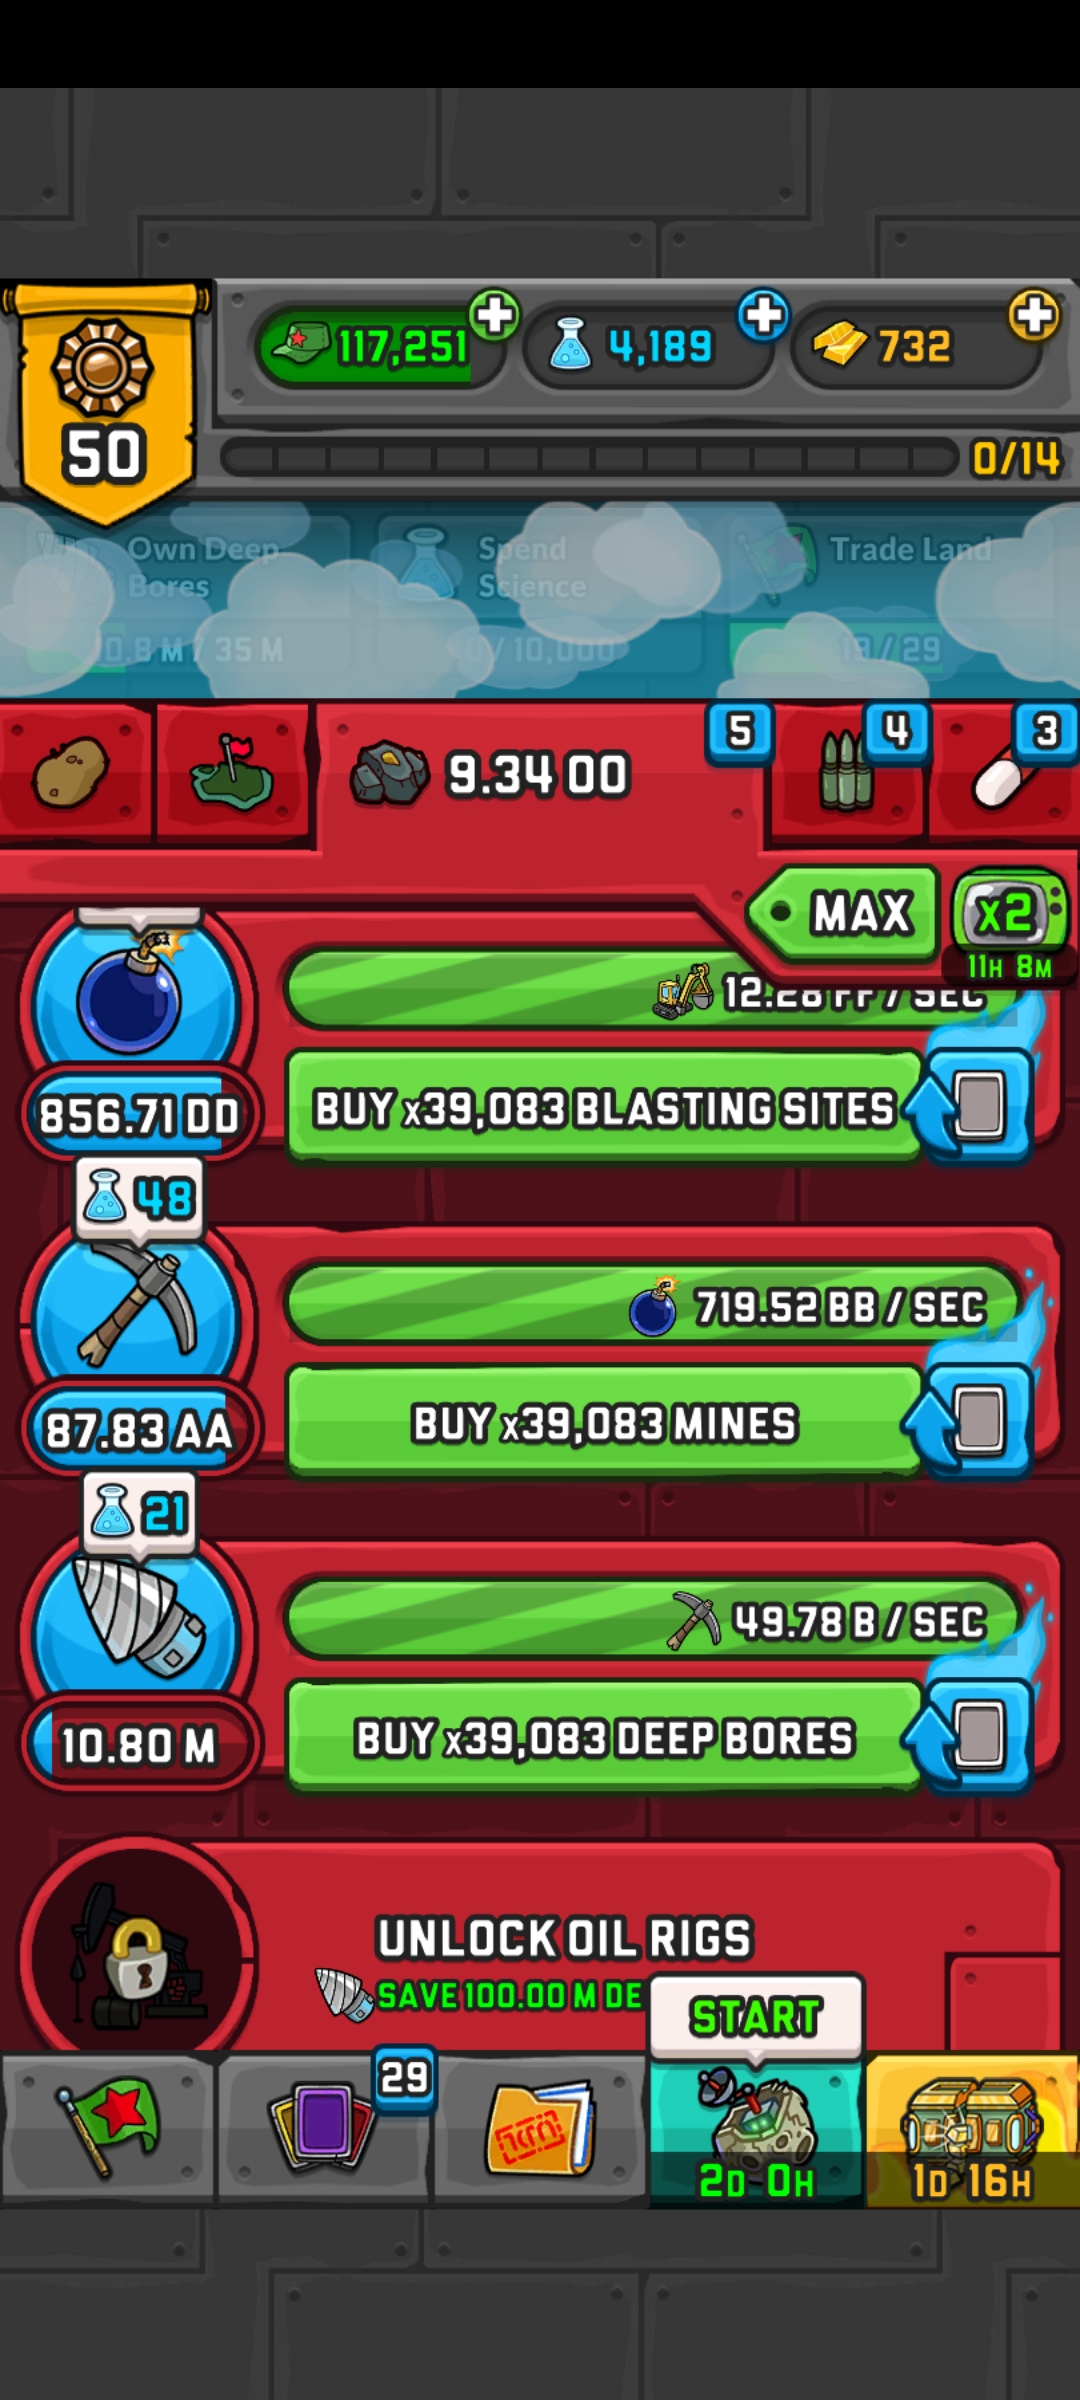 117,251
4,189
732
50
0/14
Own Deep
Bores
0.8 M / 35 M
Spend
Science
0 / 10,000
Trade Land
19 / 29
9.34 OO
5
4
3
MAX
x2
11H 8M
12.28 FF / SEC
856.71 DD
BUY x39,083 BLASTING SITES
48
719.52 BB / SEC
87.83 AA
BUY x39,083 MINES
21
49.78 B / SEC
10.80 M
BUY x39,083 DEEP BORES
UNLOCK OIL RIGS
SAVE 100.00 M DE
START
29
2D 0H
1D 16H